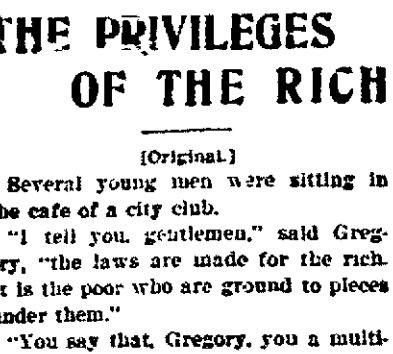 THE PRIVILEGES
OF THE RICH
[Original.]
Several young men were sitting in
the cafe of a city club.
"I tell you, gentlemen," said Greg-
ory, "the laws are made for the rich.
It is the poor who are ground to pieces
under them."
"You say that, Gregory, you a multi-